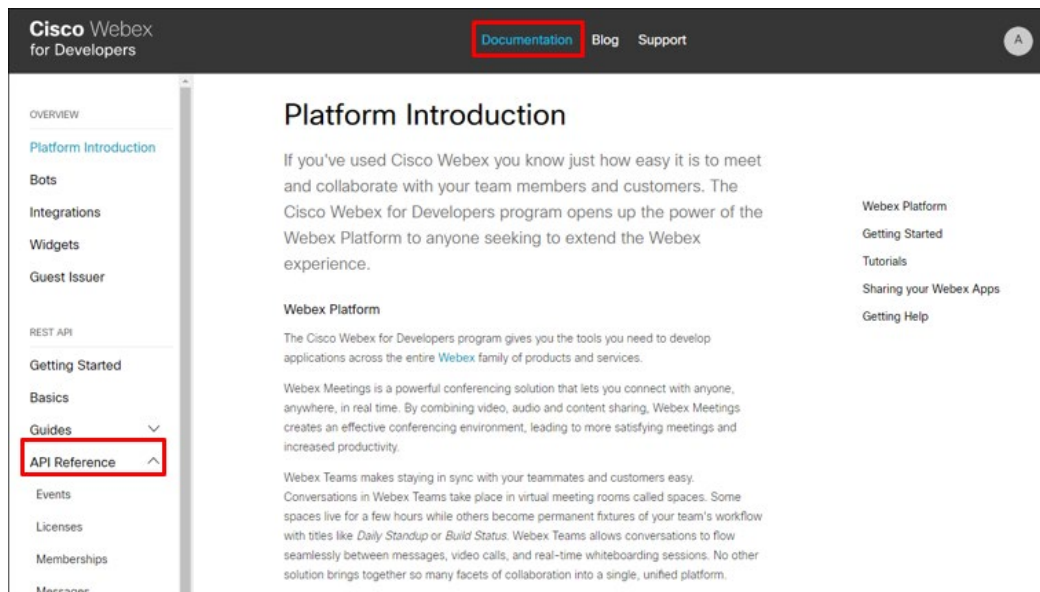 Cisco Webex
for Developers
Documentation Blog Support
A
OVERVIEW
Platform Introduction
Bots
Integrations
Widgets
Guest Issuer
REST API
Getting Started
Basics
Guides
API Reference
Events
Licenses
Memberships
Messages
Platform Introduction
If you've used Cisco Webex you know just how easy it is to meet
and collaborate with your team members and customers. The
Cisco Webex for Developers program opens up the power of the
Webex Platform to anyone seeking to extend the Webex
experience.
Webex Platform
The Cisco Webex for Developers program gives you the tools you need to develop
applications across the entire Webex family of products and services.
Webex Meetings is a powerful conferencing solution that lets you connect with anyone,
anywhere, in real time. By combining video, audio and content sharing, Webex Meetings
creates an effective conferencing environment, leading to more satisfying meetings and
increased productivity.
Webex Teams makes staying in sync with your teammates and customers easy.
Conversations in Webex Teams take place in virtual meeting rooms called spaces. Some
spaces live for a few hours while others become permanent fixtures of your team's workflow
with titles like Daily Standup or Build Status. Webex Teams allows conversations to flow
seamlessly between messages, video calls, and real-time whiteboarding sessions. No other
solution brings together so many facets of collaboration into a single, unified platform.
Webex Platform
Getting Started
Tutorials
Sharing your Webex Apps
Getting Help